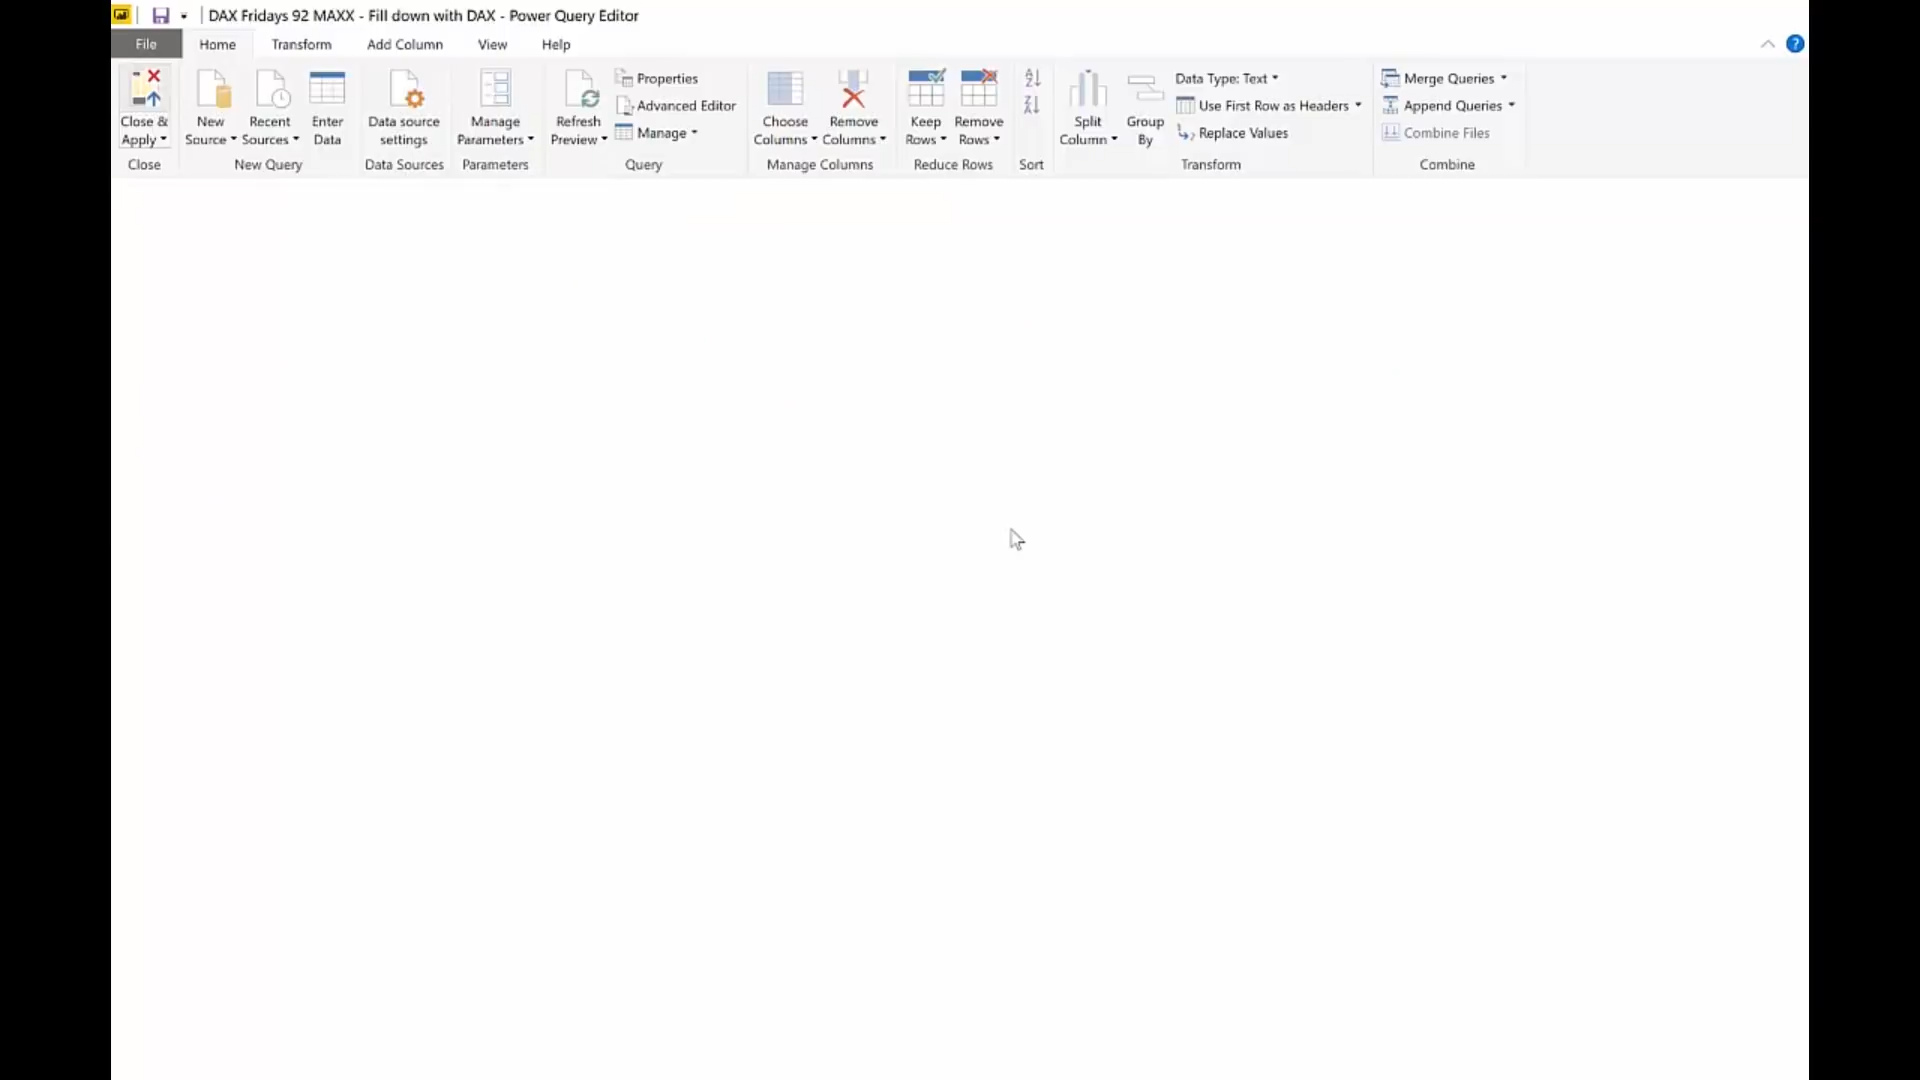 DAX Fridays 92 MAXX - Fill down with DAX - Power Query Editor
File Home Transform Add Column View Help
?
Close & Apply
New Source
Recent Sources
Enter Data
Data source settings
Manage Parameters
Refresh Preview
Properties
Advanced Editor
Manage
Choose Columns
Remove Columns
Keep Rows
Remove Rows
A Z
Z A
Split Column
Group By
Data Type: Text
Use First Row as Headers
Replace Values
Merge Queries
Append Queries
Combine Files
Close New Query Data Sources Parameters Query Manage Columns Reduce Rows Sort Transform Combine